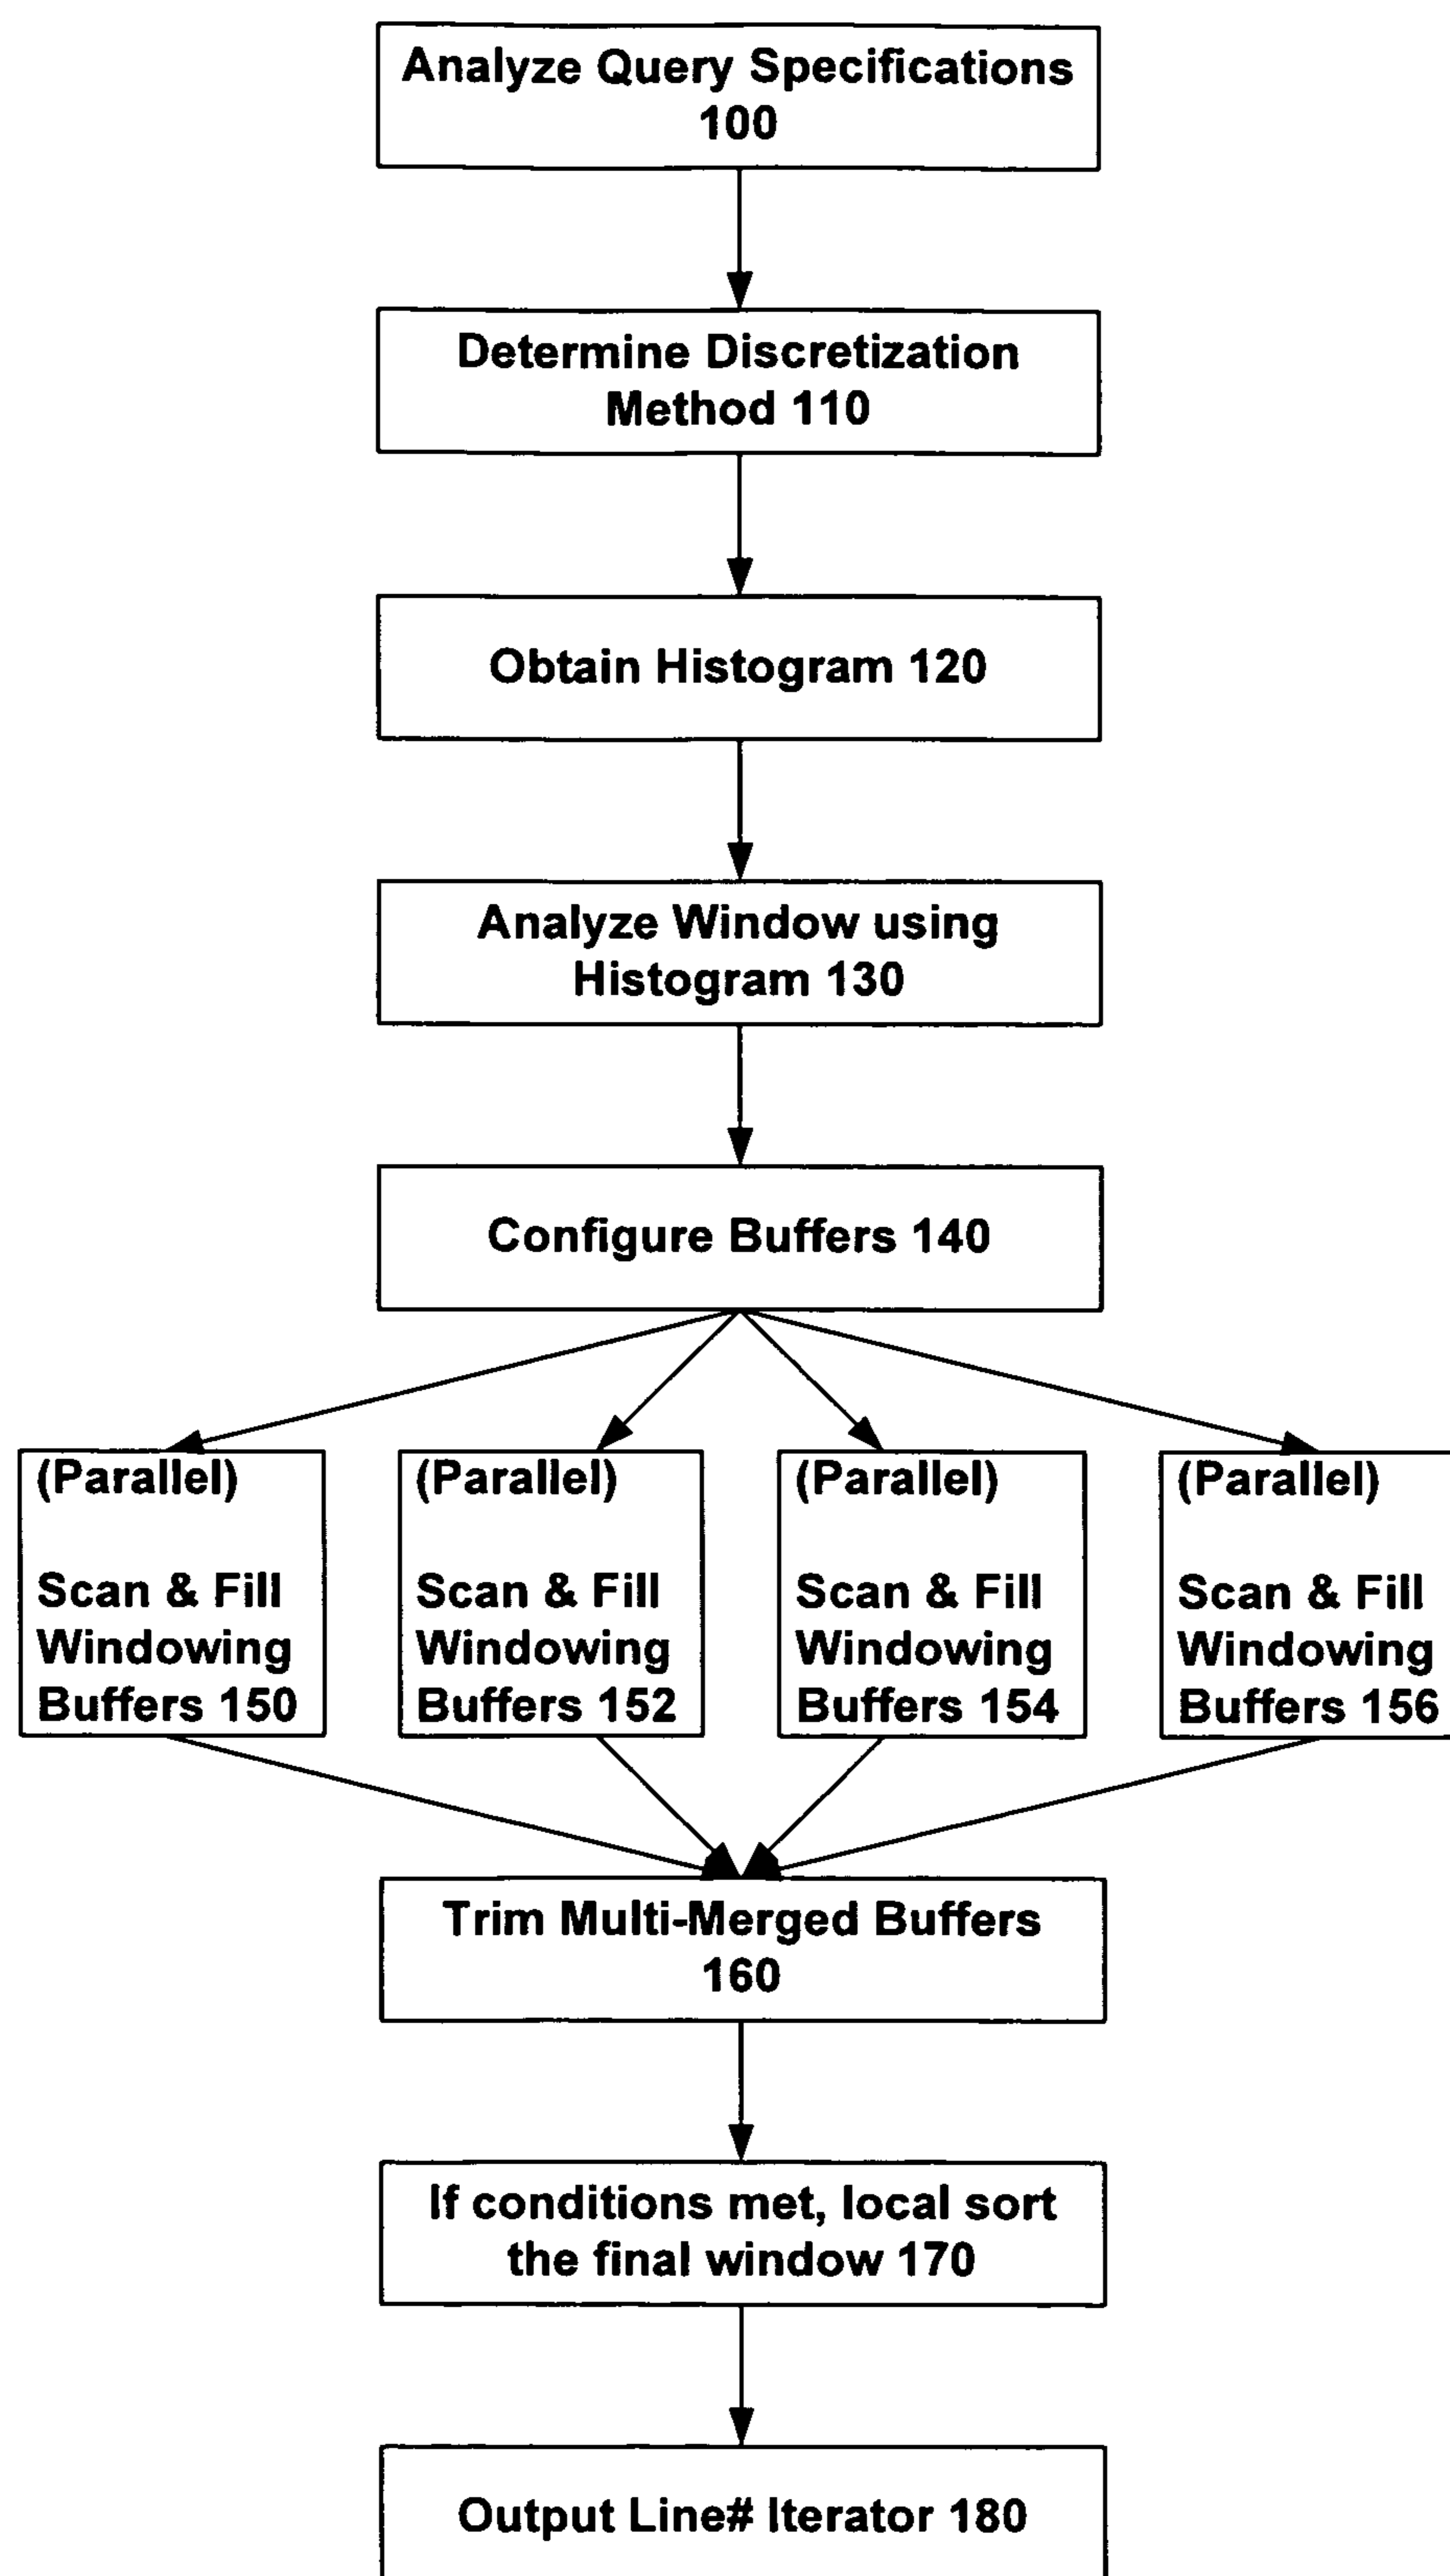 Analyze Query Specifications
100
Determine Discretization
Method 110
Obtain Histogram 120
Analyze Window using
Histogram 130
Configure Buffers 140
(Parallel)
Scan & Fill
Windowing
Buffers 150
(Parallel)
Scan & Fill
Windowing
Buffers 152
(Parallel)
Scan & Fill
Windowing
Buffers 154
(Parallel)
Scan & Fill
Windowing
Buffers 156
Trim Multi-Merged Buffers
160
If conditions met, local sort
the final window 170
Output Line# Iterator 180